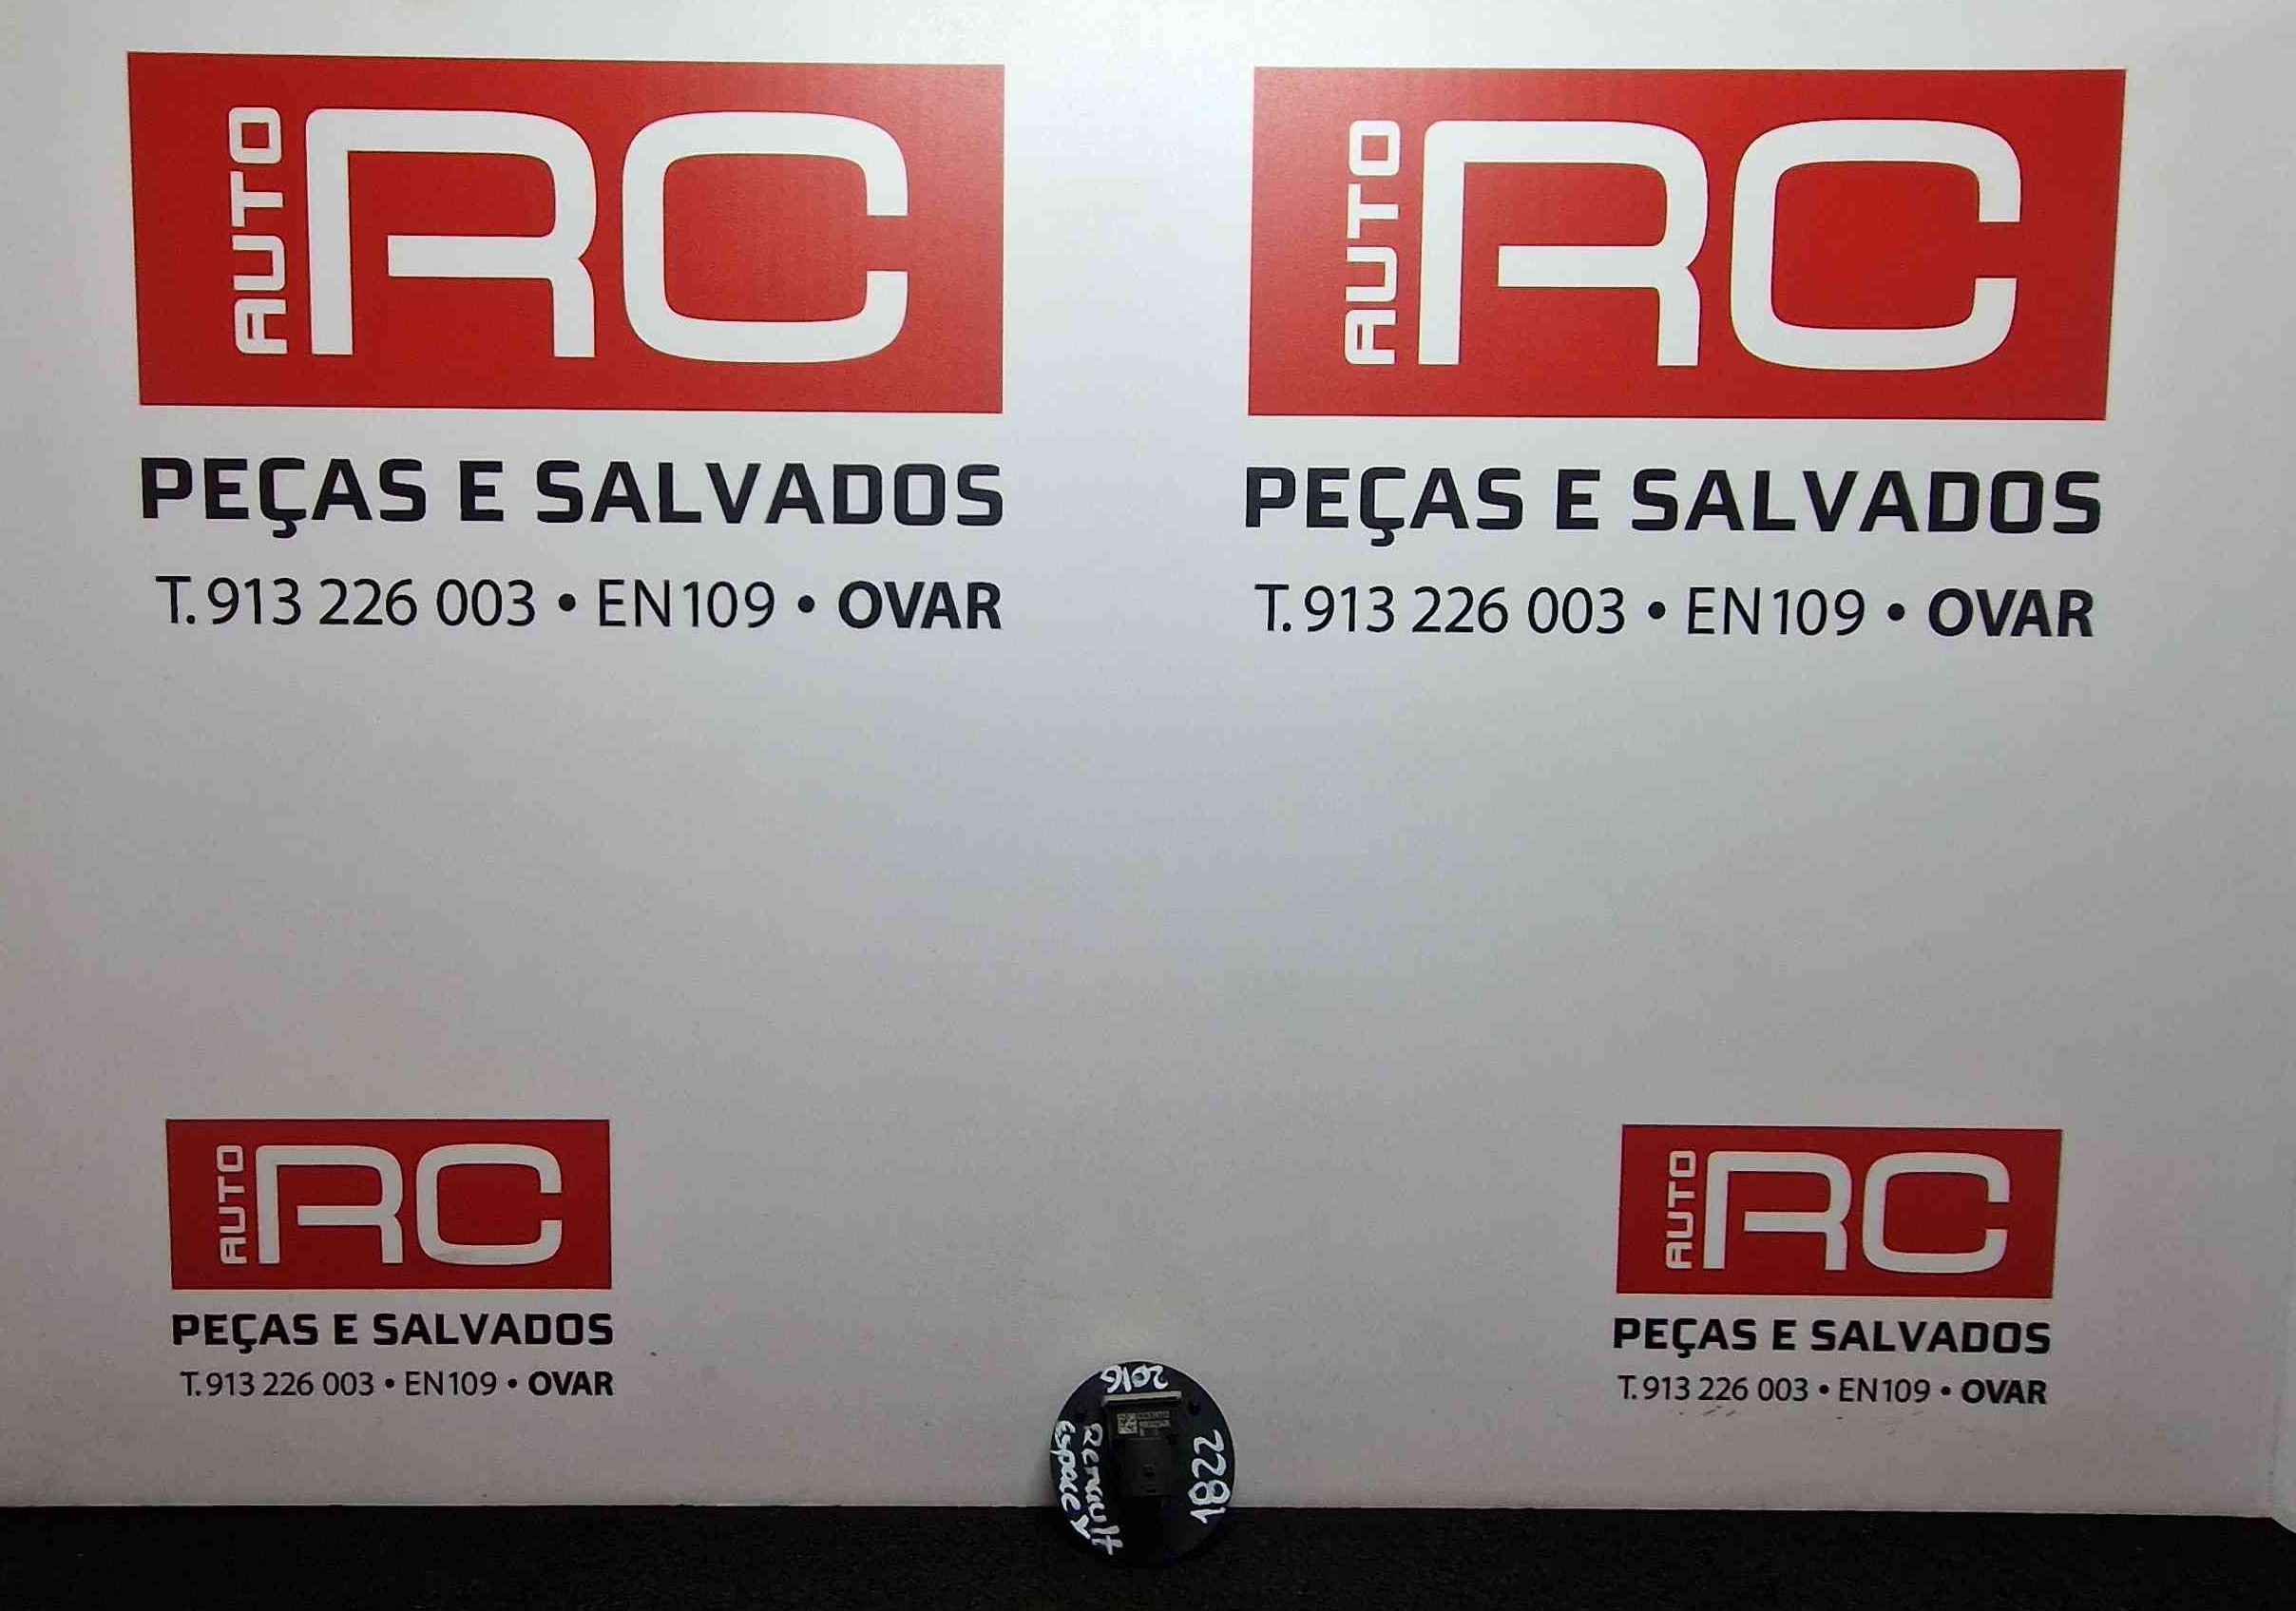 AUTO RC
PEÇAS E SALVADOS
T. 913 226 003 • EN109 • OVAR
AUTO RC
PEÇAS E SALVADOS
T. 913 226 003 • EN109 • OVAR
AUTO RC
PEÇAS E SALVADOS
T. 913 226 003 • EN109 • OVAR
2016
Renault
Espace V
1822
AUTO RC
PEÇAS E SALVADOS
T. 913 226 003 • EN109 • OVAR